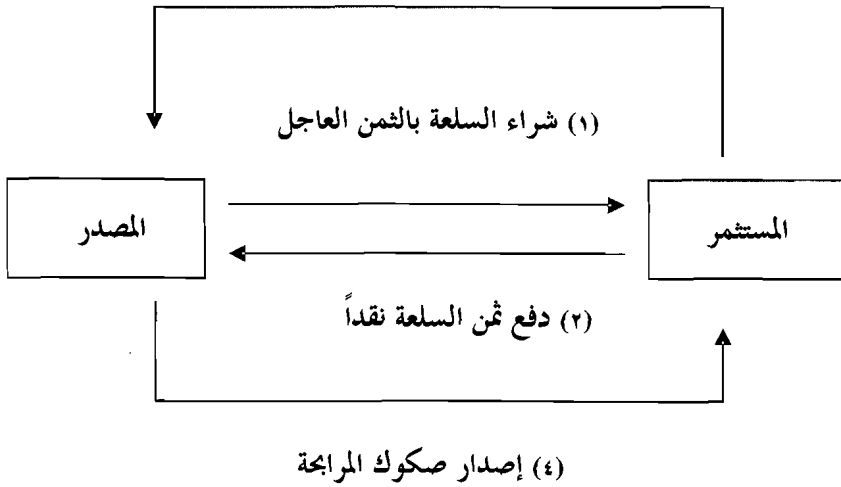 (١) شراء السلعة بالثمن العاجل
المستثمر
المصدر
(٢) دفع ثمن السلعة نقداً
(٤) إصدار صكوك المرابحة